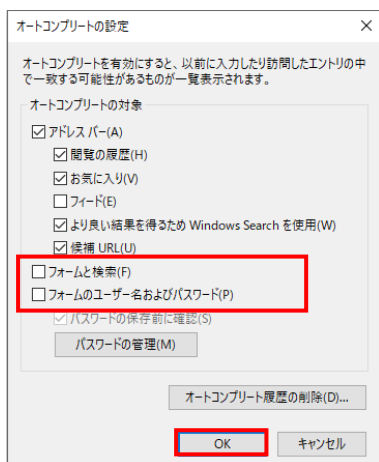 オートコンプリートの設定
オートコンプリートを有効にすると、以前に入力したり訪問したエントリの中
で一致する可能性があるものが一覧表示されます。
オートコンプリートの対象
アドレス バー(A)
閲覧の履歴(H)
お気に入り(V)
フィード(E)
より良い結果を得るため Windows Search を使用(W)
候補 URL(U)
フォームと検索(F)
フォームのユーザー名およびパスワード(P)
パスワードの保存前に確認(S)
パスワードの管理(M)
オートコンプリート履歴の削除(D)...
OK
キャンセル